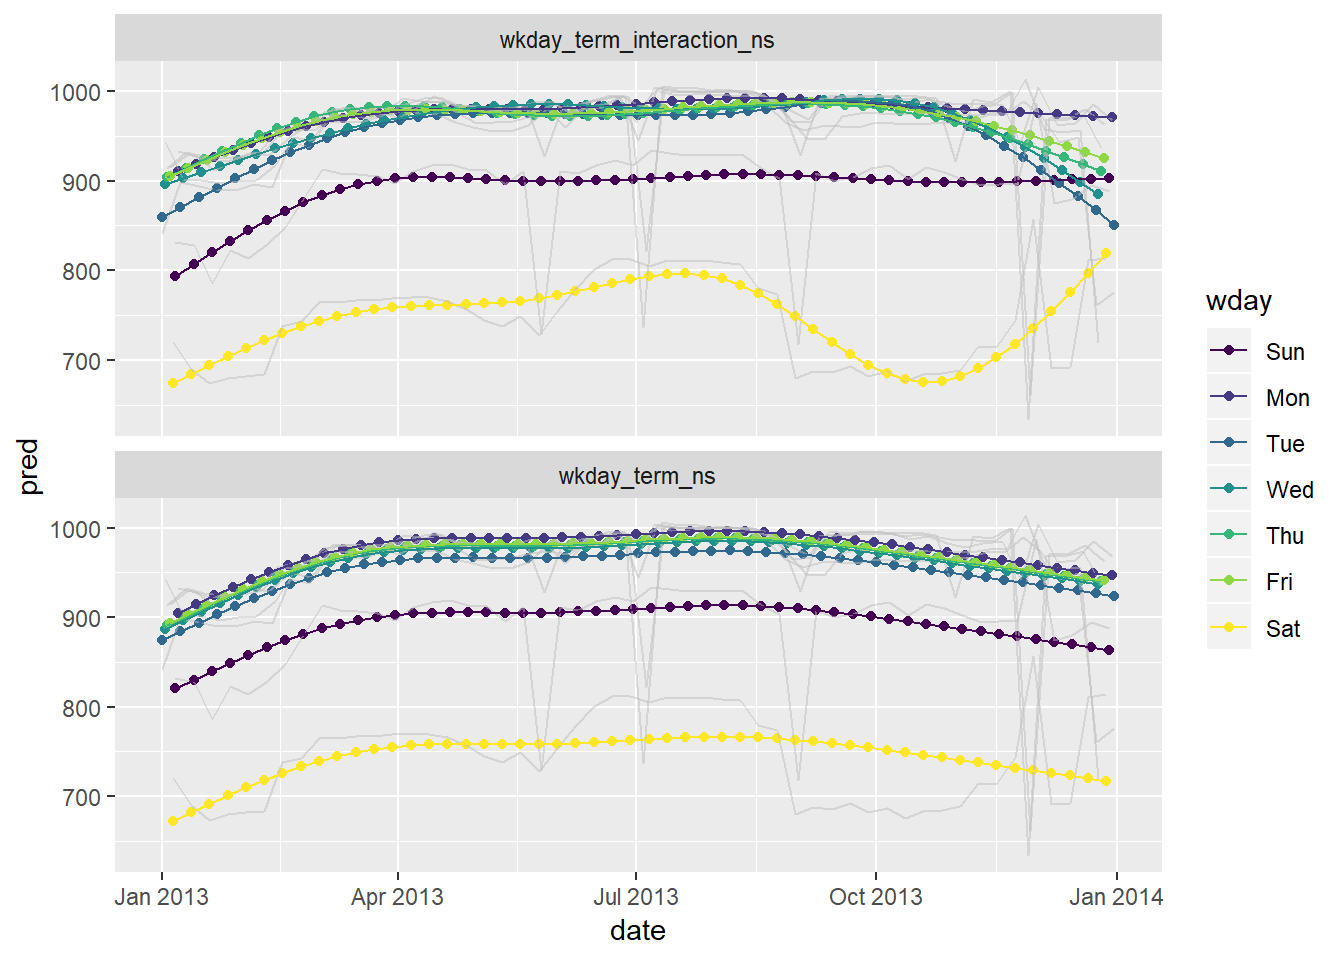 wkday_term_interaction_ns
1000
900
800
700
wkday_term_ns
1000
900
800
700
pred
Jan 2013 Apr 2013 Jul 2013 Oct 2013 Jan 2014
date
wday
Sun
Mon
Tue
Wed
Thu
Fri
Sat